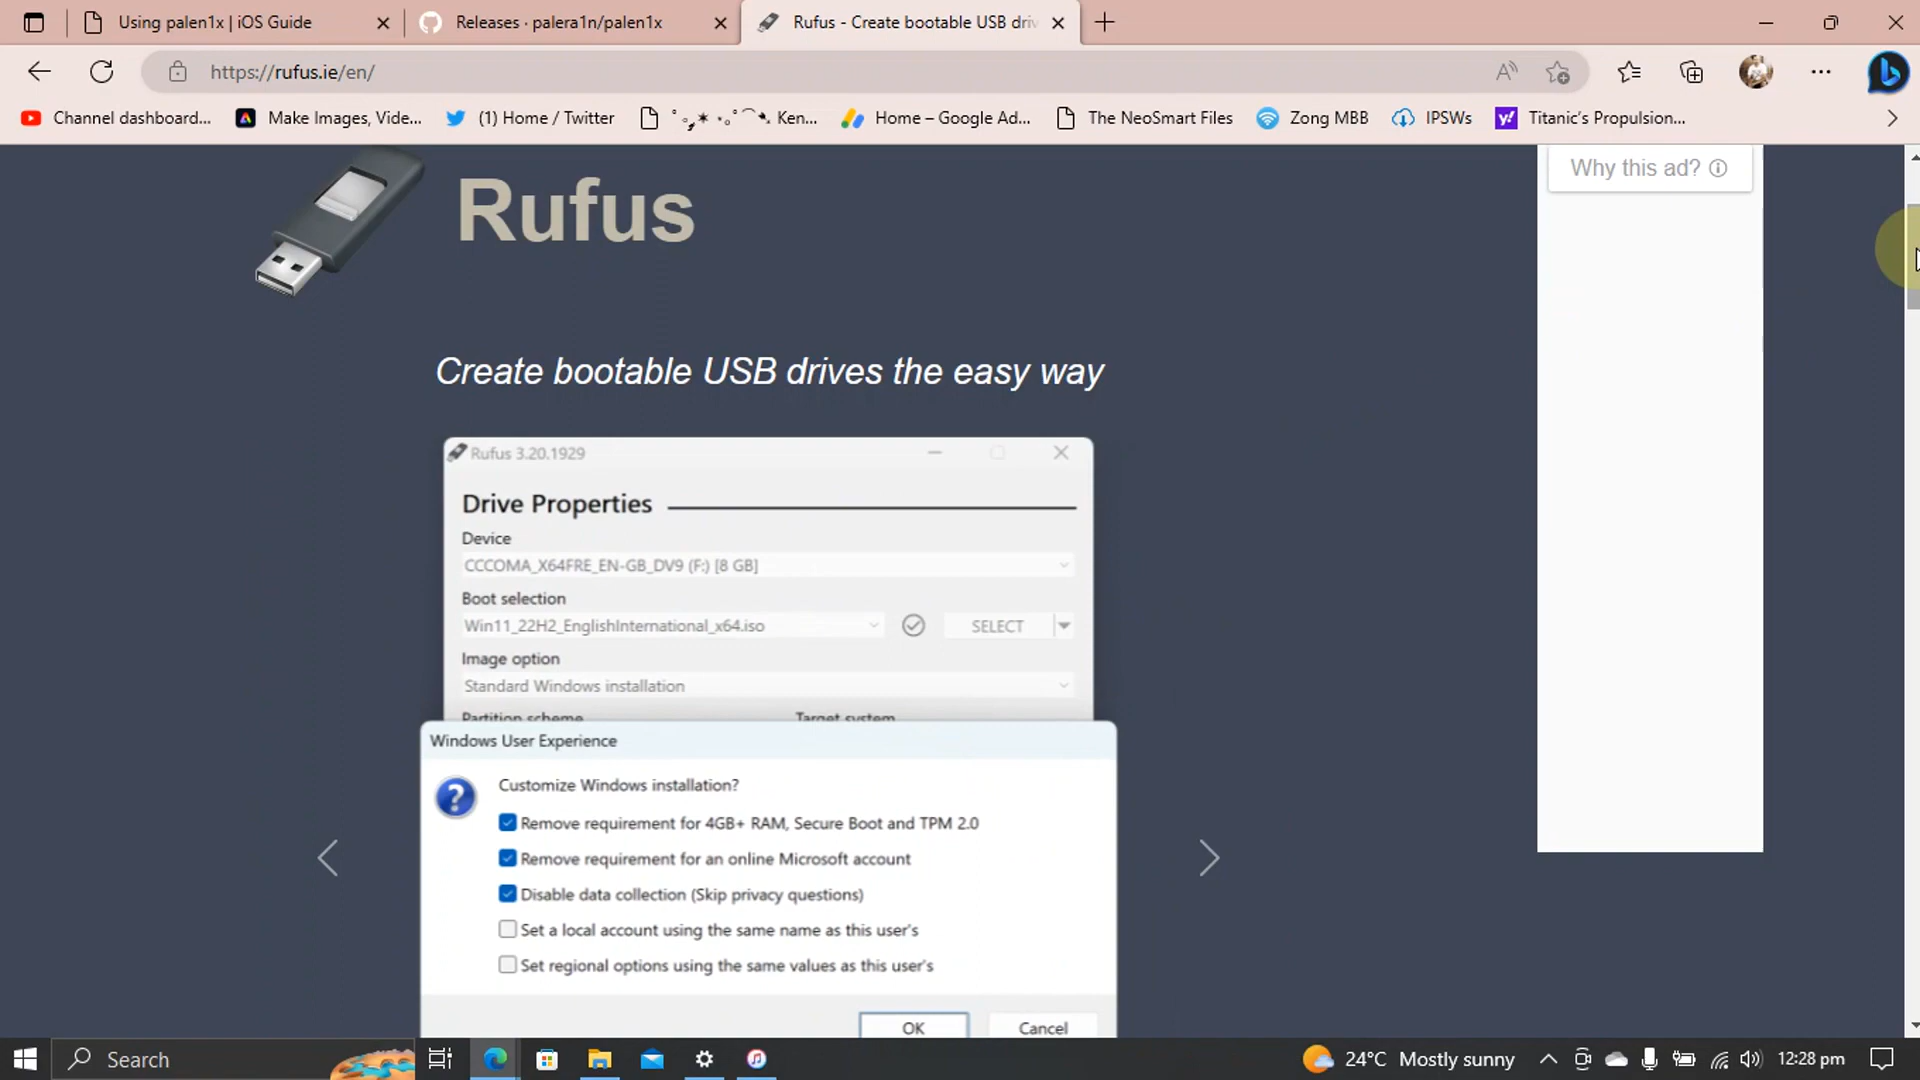 Using palen1x | iOS Guide
Releases · palera1n/palen1x
Rufus - Create bootable USB driv
https://rufus.ie/en/
Channel dashboard...
Make Images, Vide...
(1) Home / Twitter
Ken...
Home – Google Ad...
The NeoSmart Files
Zong MBB
IPSWs
Titanic's Propulsion...
Why this ad?
Rufus
Create bootable USB drives the easy way
Rufus 3.20.1929
Drive Properties
Device
CCCOMA_X64FRE_EN-GB_DV9 (F:) [8 GB]
Boot selection
Win11_22H2_EnglishInternational_x64.iso
SELECT
Image option
Standard Windows installation
Partition scheme
Target system
Windows User Experience
Customize Windows installation?
Remove requirement for 4GB+ RAM, Secure Boot and TPM 2.0
Remove requirement for an online Microsoft account
Disable data collection (Skip privacy questions)
Set a local account using the same name as this user's
Set regional options using the same values as this user's
OK
Cancel
Search
24°C Mostly sunny
12:28 pm